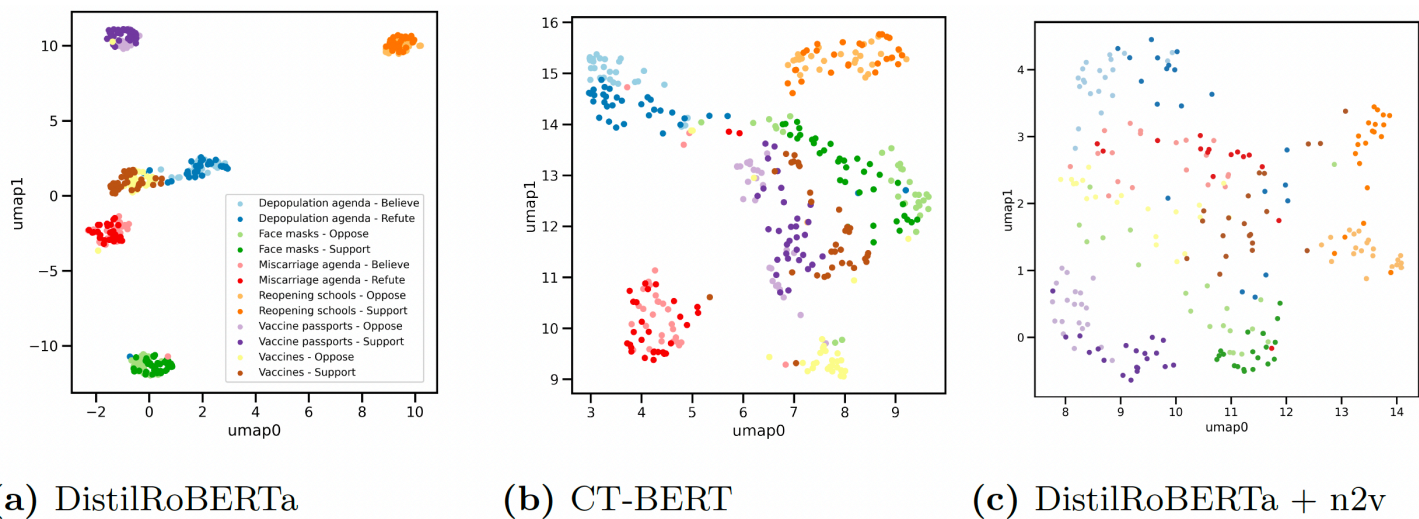 umap1
10
5
0
−5
−10
−2 0 2 4 6 8 10
umap0
Depopulation agenda - Believe
Depopulation agenda - Refute
Face masks - Oppose
Face masks - Support
Miscarriage agenda - Believe
Miscarriage agenda - Refute
Reopening schools - Oppose
Reopening schools - Support
Vaccine passports - Oppose
Vaccine passports - Support
Vaccines - Oppose
Vaccines - Support
a) DistilRoBERTa
umap1
16
15
14
13
12
11
10
9
3 4 5 6 7 8 9
umap0
(b) CT-BERT
umap1
4
3
2
1
0
8 9 10 11 12 13 14
umap0
(c) DistilRoBERTa + n2v